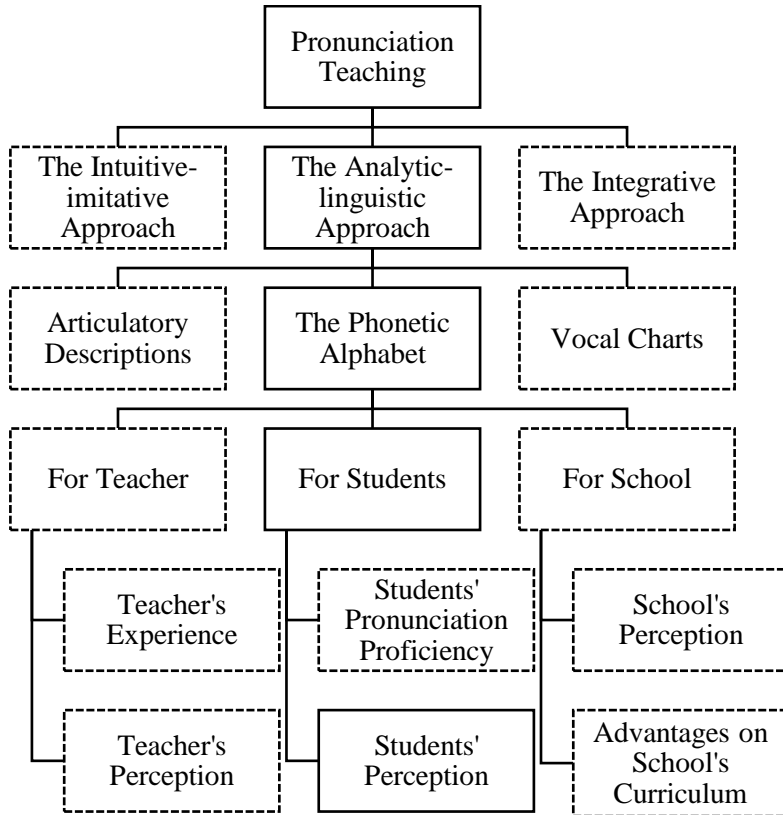 Pronunciation
Teaching
The Intuitive-
imitative
Approach
The Analytic-
linguistic
Approach
The Integrative
Approach
Articulatory
Descriptions
The Phonetic
Alphabet
Vocal Charts
For Teacher
For Students
For School
Teacher's
Experience
Students'
Pronunciation
Proficiency
School's
Perception
Teacher's
Perception
Students'
Perception
Advantages on
School's
Curriculum